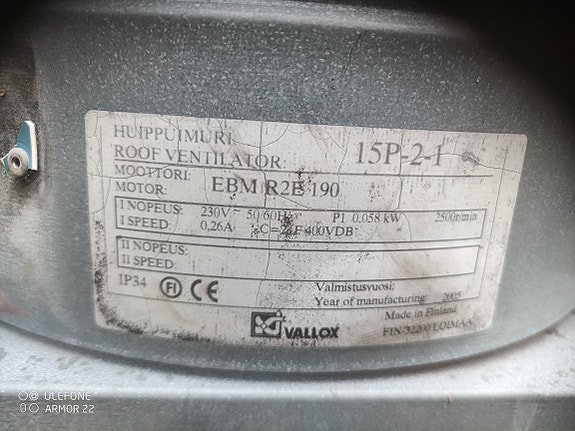 HUIPPUIMURI:
ROOF VENTILATOR: 15P-2-1
MOOTTORI:
MOTOR: EBM R2E 190
I NOPEUS: 230V~ 50/60Hz P1 0,058 kW 2500r/min
I SPEED: 0,26A 400VDB
II NOPEUS:
II SPEED:
IP34 FI CE
Valmistusvuosi:
Year of manufacturing 2005
Made in Finland
VALLOX FIN-32200 LOIMAA
ULEFONE
ARMOR 22